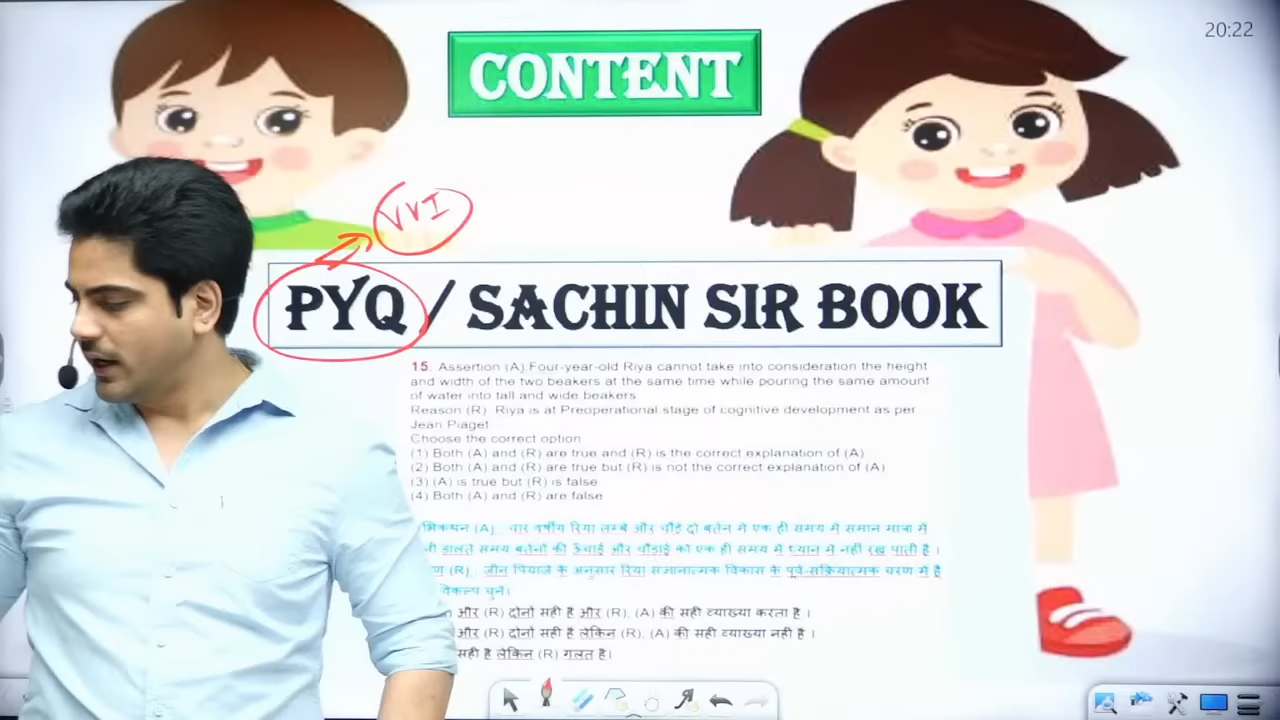 20:22
CONTENT
VVI
PYQ / SACHIN SIR BOOK
15. Assertion (A) Four-year-old Riya cannot take into consideration the height
and width of the two beakers at the same time while pouring the same amount
of water into tall and wide beakers
Reason (R) Riya is at Preoperational stage of cognitive development as per
Jean Piaget
Choose the correct option
(1) Both (A) and (R) are true and (R) is the correct explanation of (A)
(2) Both (A) and (R) are true but (R) is not the correct explanation of (A)
(3) (A) is true but (R) is false
(4) Both (A) and (R) are false
(A) चार वर्षीय रिया लम्बे और चौड़े दो बर्तन में एक ही समय में समान मात्रा में
डालते समय बर्तनों की ऊँचाई और चौड़ाई को एक ही समय में ध्यान में नहीं रख पाती है ।
(R) जीन पियाजे के अनुसार रिया संज्ञानात्मक विकास के पूर्व-संक्रियात्मक चरण में है
चुनें।
और (R) दोनों सही है और (R), (A) की सही व्याख्या करता है ।
और (R) दोनों सही है लेकिन (R), (A) की सही व्याख्या नहीं है ।
सही है लेकिन (R) गलत है।